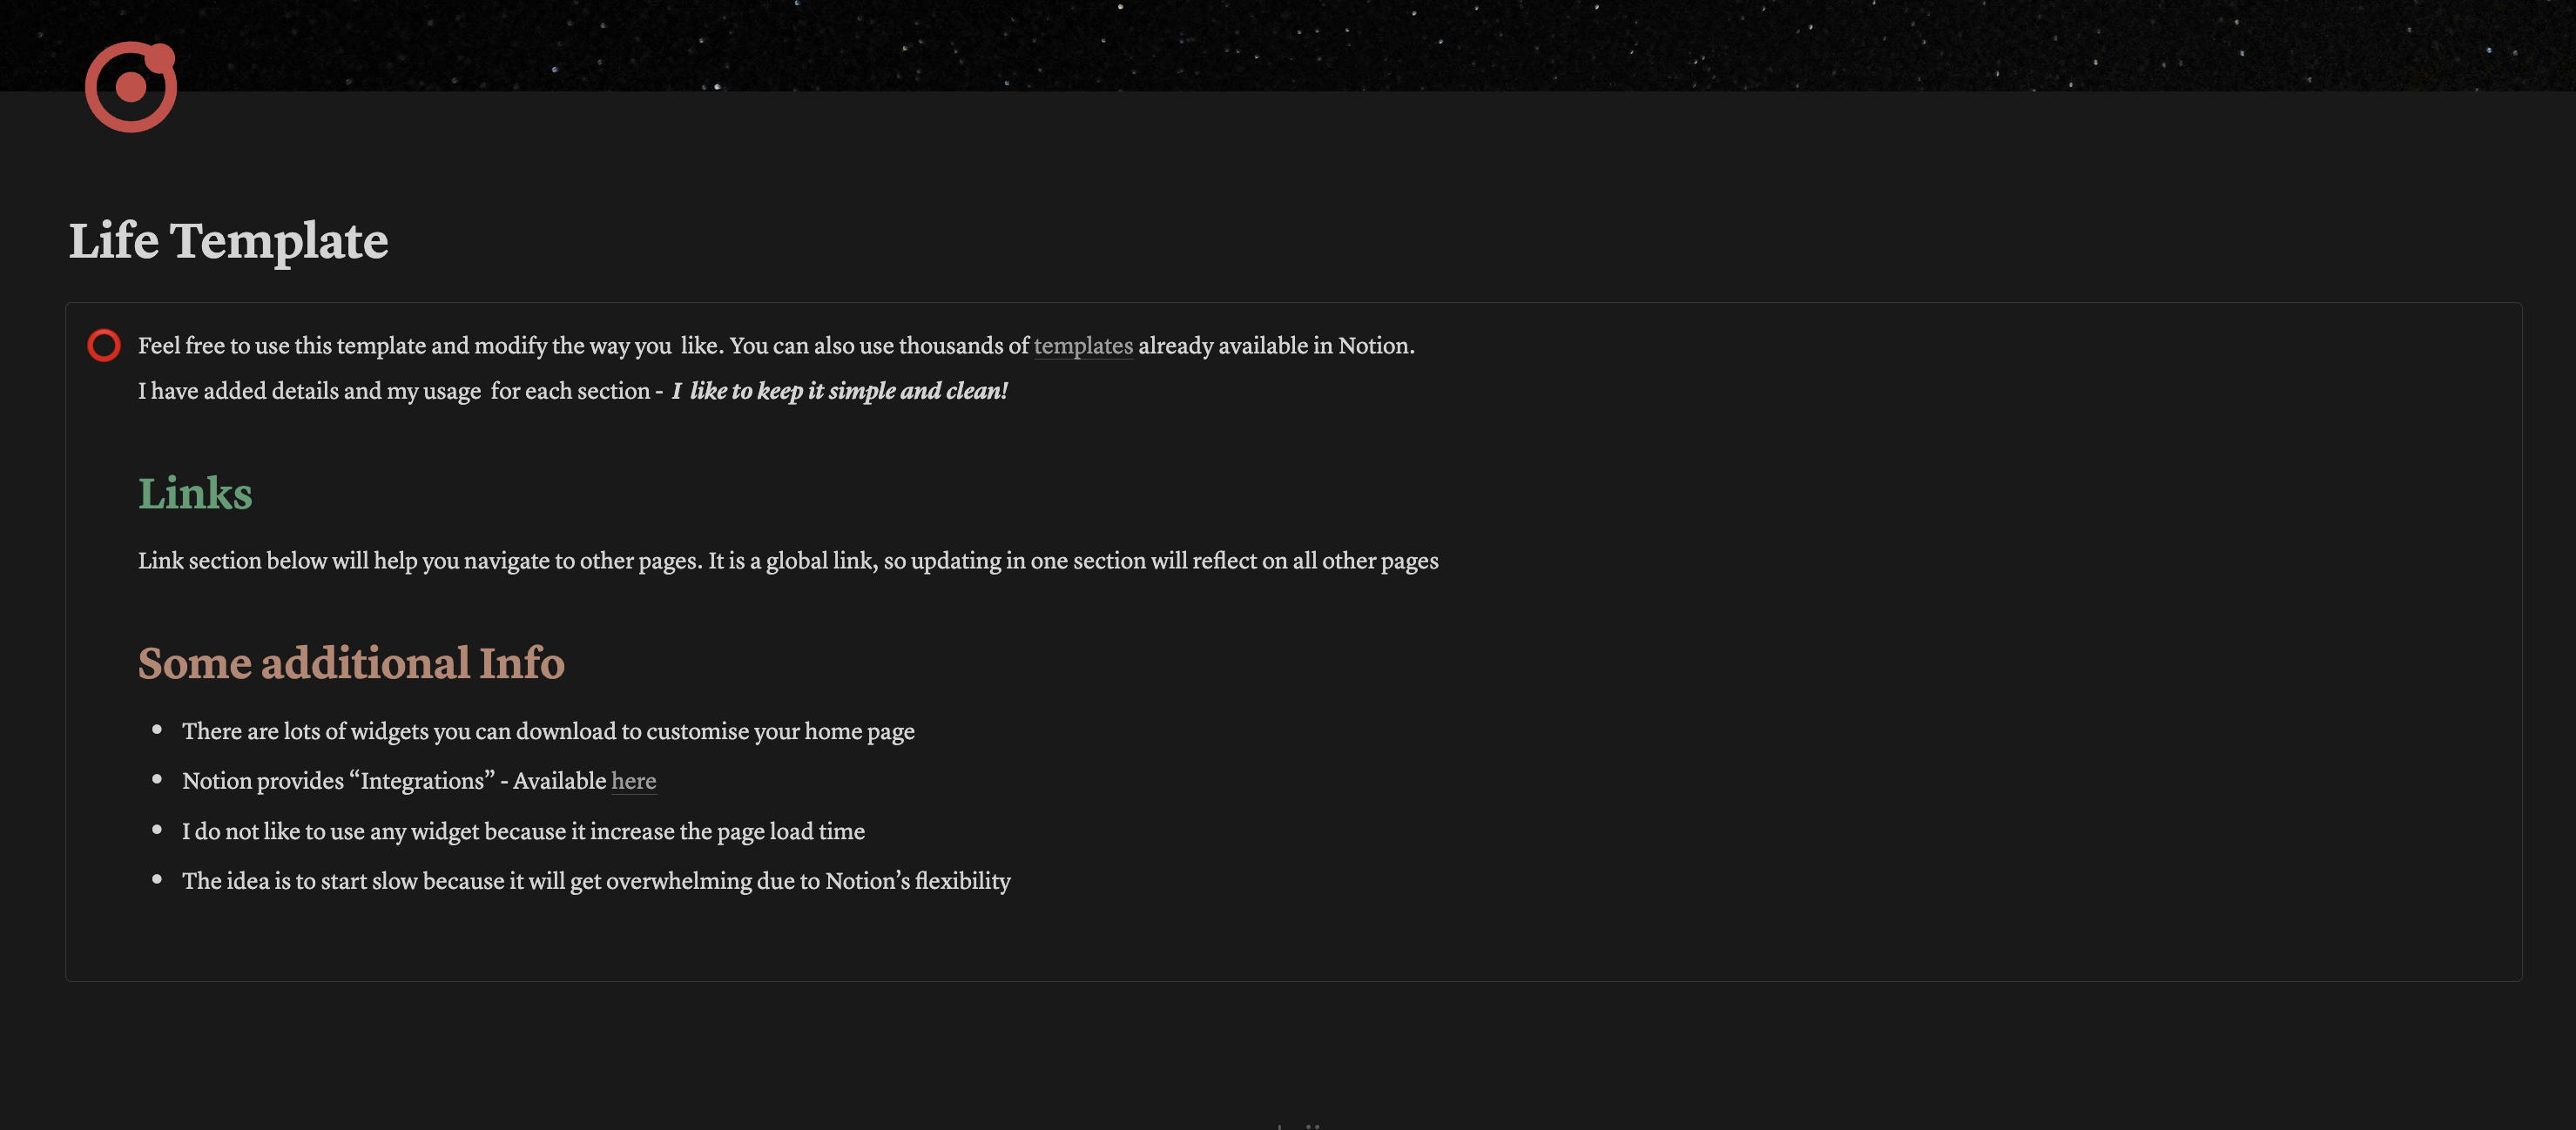 Life Template
Feel free to use this template and modify the way you  like. You can also use thousands of templates already available in Notion.
I have added details and my usage  for each section -  I  like to keep it simple and clean!
Links
Link section below will help you navigate to other pages. It is a global link, so updating in one section will reflect on all other pages
Some additional Info
• There are lots of widgets you can download to customise your home page
• Notion provides “Integrations” - Available here
• I do not like to use any widget because it increase the page load time
• The idea is to start slow because it will get overwhelming due to Notion’s flexibility